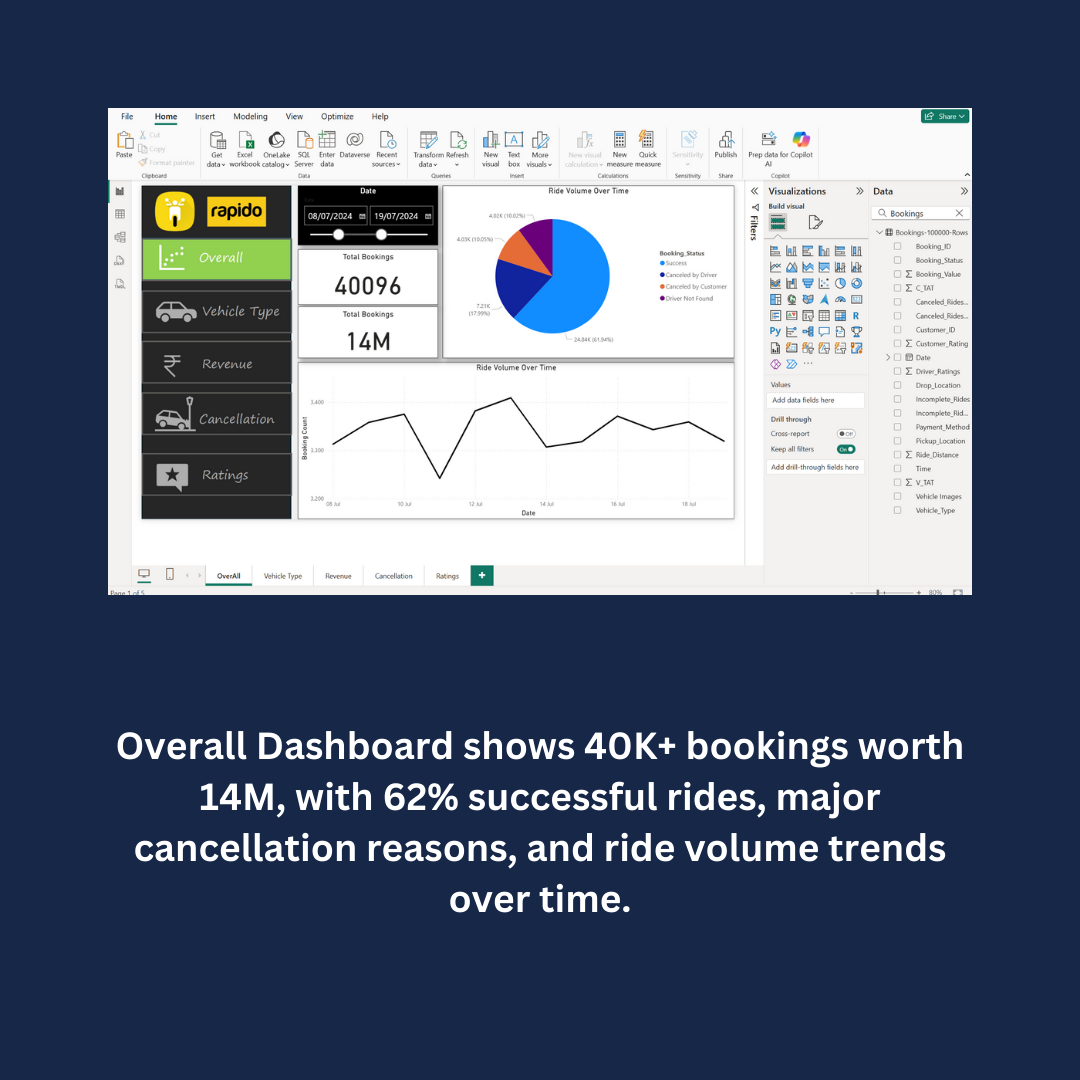 File Home Insert Modeling View Optimize Help
Share
Cut
Copy
Format painter
Paste
Get data
Excel workbook
OneLake catalog
SQL Server
Enter data
Dataverse
Recent sources
Transform data
Refresh
New visual
Text box
More visuals
New visual calculation
New measure
Quick measure
Sensitivity
Publish
Prep data for AI
Copilot
Clipboard
Data
Queries
Insert
Calculations
Sensitivity
Share
Copilot
rapido
Overall
Vehicle Type
Revenue
Cancellation
Ratings
Date
08/07/2024 19/07/2024
Total Bookings
40096
Total Bookings
14M
Ride Volume Over Time
4.02K (10.02%)
4.03K (10.05%)
7.21K
(17.99%)
24.84K (61.94%)
Booking_Status
Success
Canceled by Driver
Canceled by Customer
Driver Not Found
Ride Volume Over Time
Booking Count
3,400
3,300
3,200
08 Jul 10 Jul 12 Jul 14 Jul 16 Jul 18 Jul
Date
Filters
Visualizations
Build visual
Values
Add data fields here
Drill through
Cross-report Off
Keep all filters On
Add drill-through fields here
Data
Bookings
Bookings-100000-Rows
Booking_ID
Booking_Status
Booking_Value
C_TAT
Canceled_Rides...
Canceled_Rides...
Customer_ID
Customer_Rating
Date
Driver_Ratings
Drop_Location
Incomplete_Rides
Incomplete_Rid...
Payment_Method
Pickup_Location
Ride_Distance
Time
V_TAT
Vehicle Images
Vehicle_Type
OverAll Vehicle Type Revenue Cancellation Ratings
Page 1 of 5
80%
Overall Dashboard shows 40K+ bookings worth
14M, with 62% successful rides, major
cancellation reasons, and ride volume trends
over time.